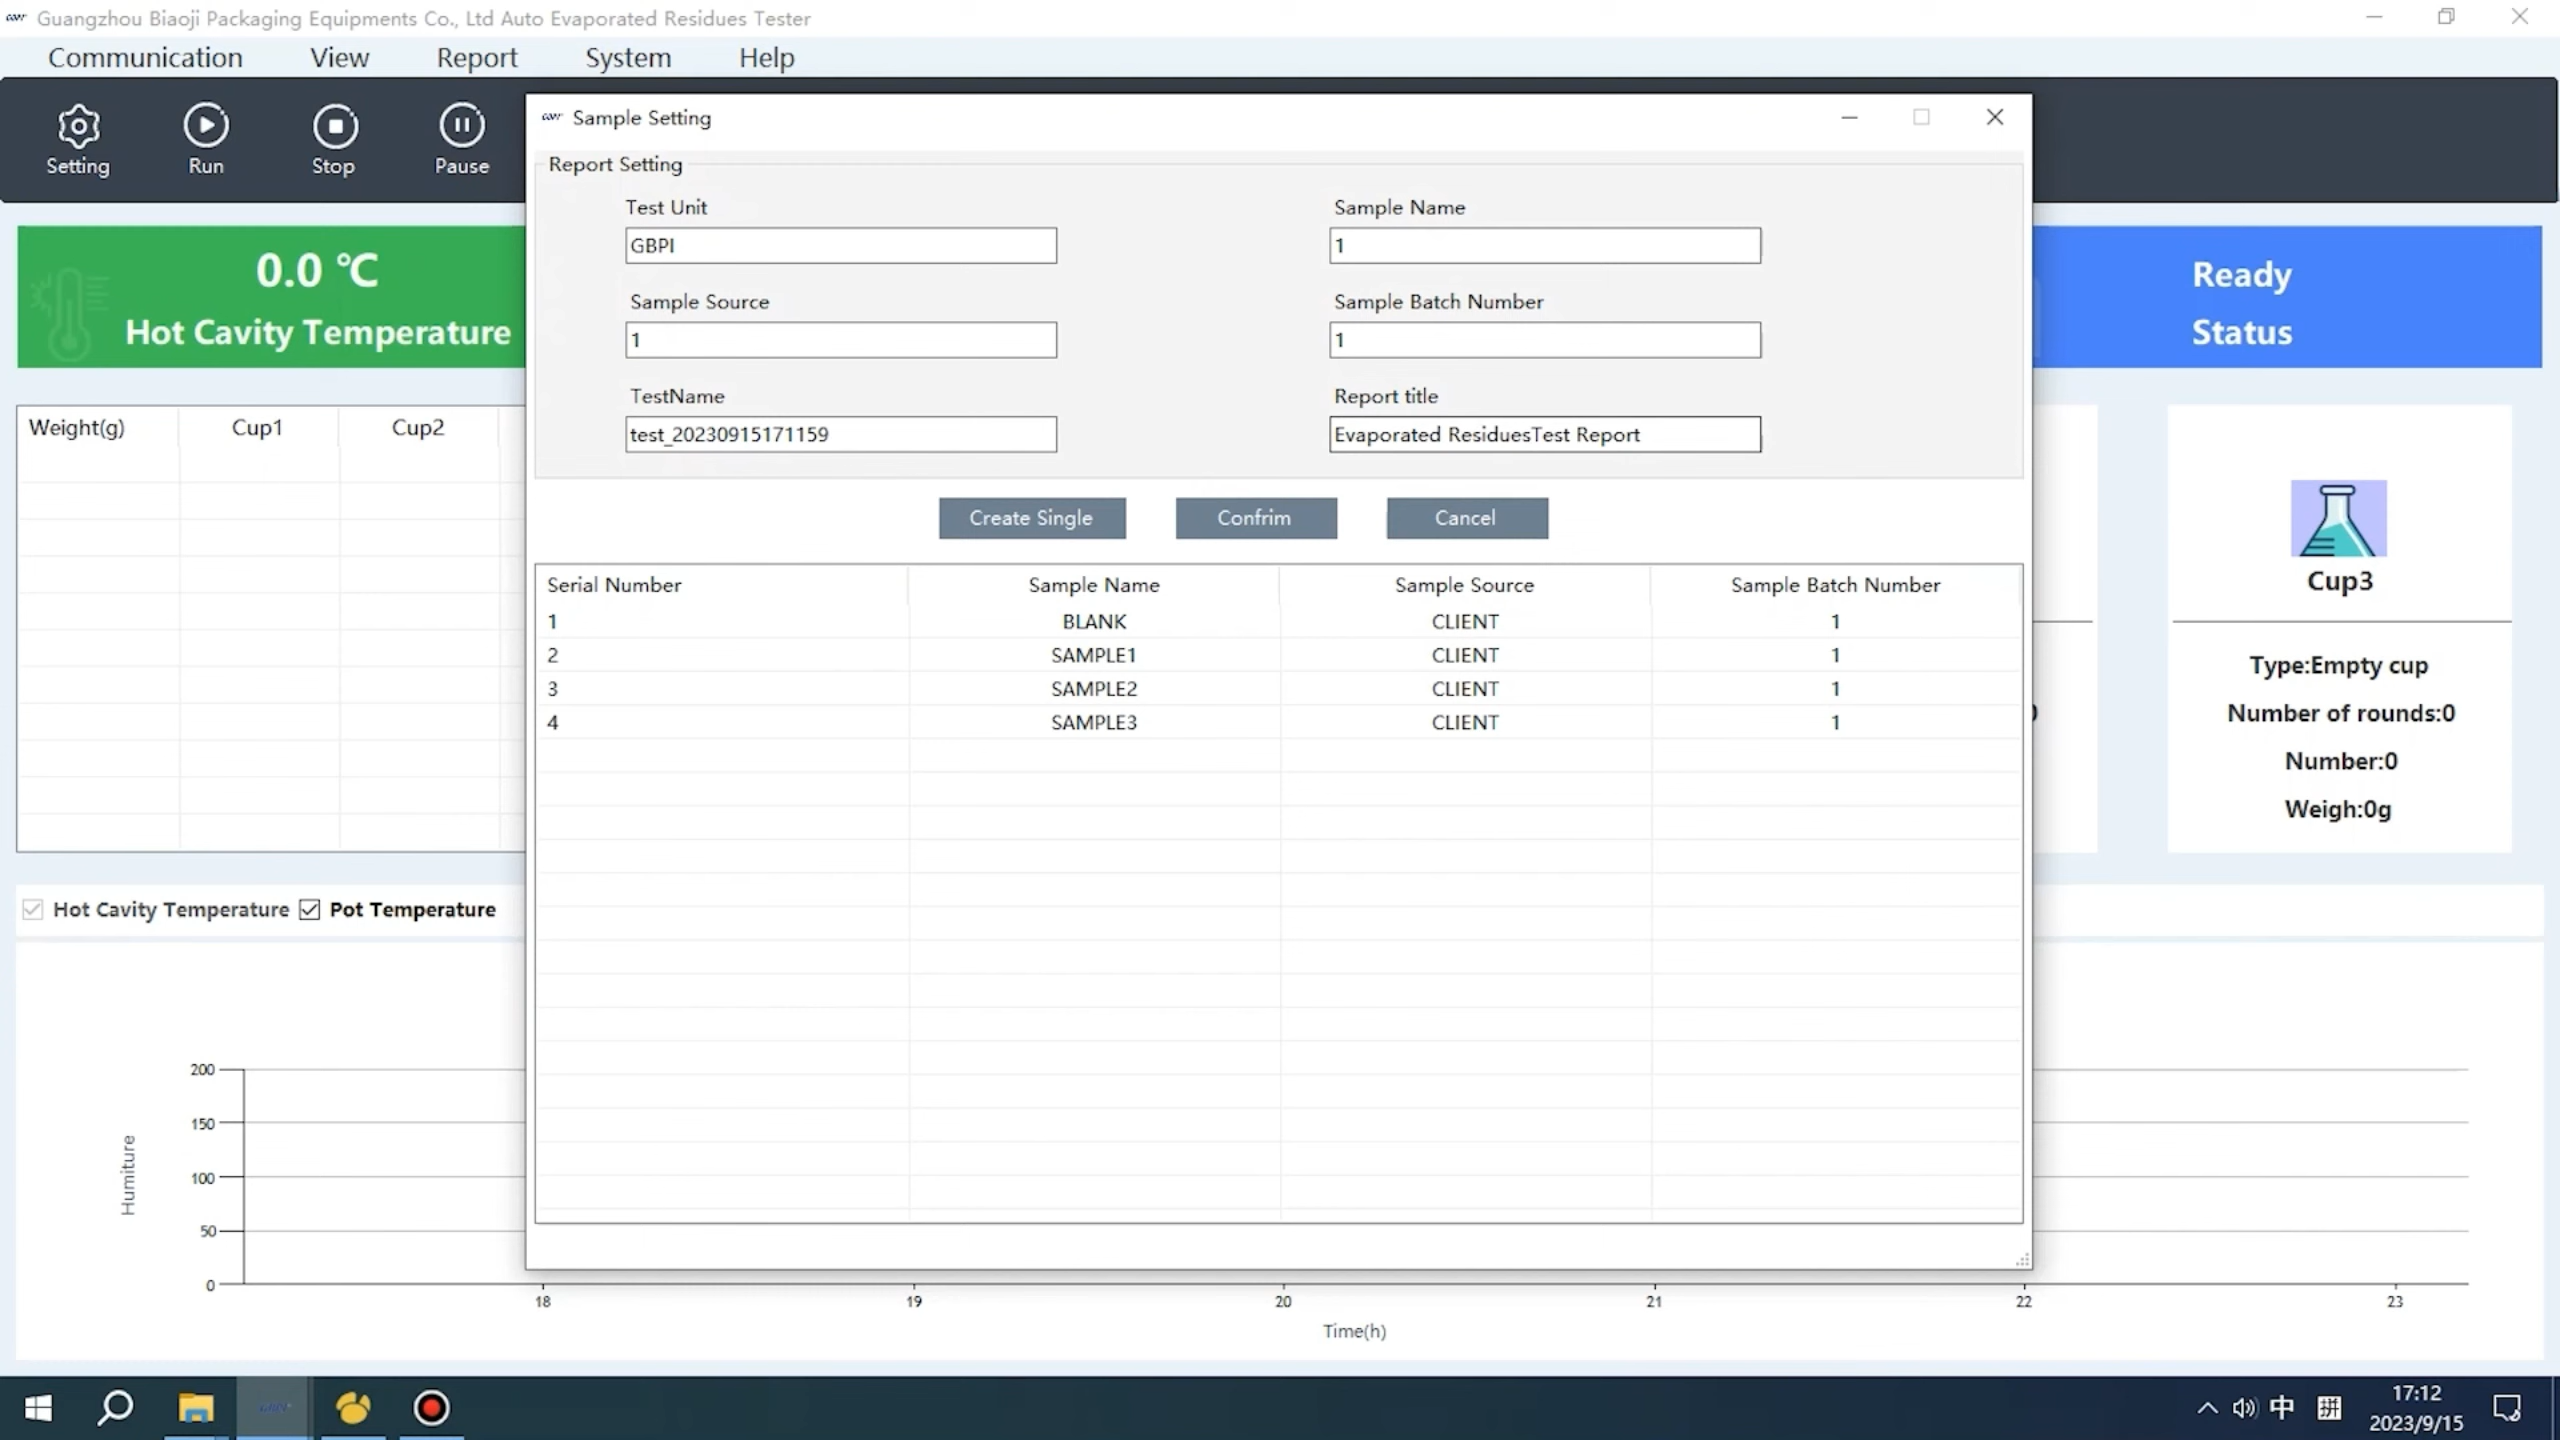 Guangzhou Biaoji Packaging Equipments Co., Ltd Auto Evaporated Residues Tester
Communication View Report System Help
Setting Run Stop Pause
Sample Setting
Report Setting
Test Unit Sample Name
GBPI 1
Sample Source Sample Batch Number
1 1
TestName Report title
test_20230915171159 Evaporated ResiduesTest Report
Create Single Confrim Cancel
Serial Number Sample Name Sample Source Sample Batch Number
1 BLANK CLIENT 1
2 SAMPLE1 CLIENT 1
3 SAMPLE2 CLIENT 1
4 SAMPLE3 CLIENT 1
0.0 ℃
Hot Cavity Temperature
Ready
Status
Weight(g) Cup1 Cup2
Cup3
Type:Empty cup
Number of rounds:0
Number:0
Weigh:0g
Hot Cavity Temperature Pot Temperature
Humiture
200
150
100
50
0
18 19 20 21 22 23
Time(h)
中 拼 17:12
2023/9/15